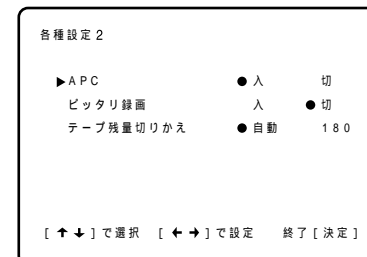 各種設定2
▶APC ●入 切
ピッタリ録画 入 ●切
テープ残量切りかえ ●自動 180
[↑↓]で選択 [←→]で設定 終了[決定]